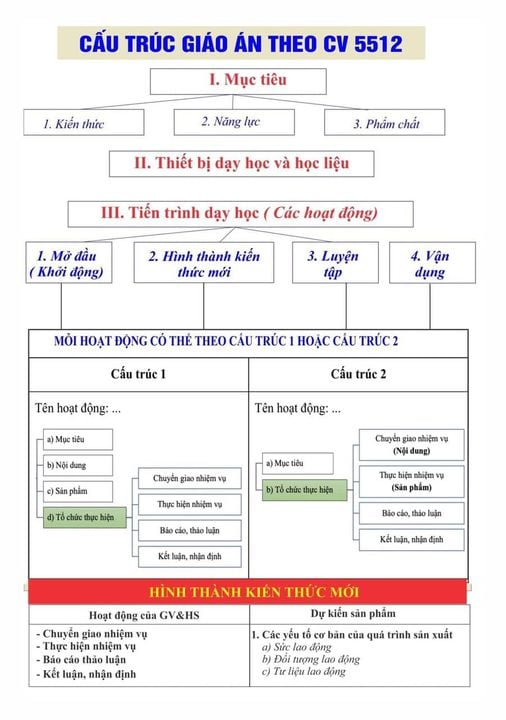 CẤU TRÚC GIÁO ÁN THEO CV 5512
I. Mục tiêu
1. Kiến thức
2. Năng lực
3. Phẩm chất
II. Thiết bị dạy học và học liệu
III. Tiến trình dạy học ( Các hoạt động)
1. Mở đầu
( Khởi động)
2. Hình thành kiến
thức mới
3. Luyện
tập
4. Vận
dụng
MỖI HOẠT ĐỘNG CÓ THỂ THEO CẤU TRÚC 1 HOẶC CẤU TRÚC 2
Cấu trúc 1
Cấu trúc 2
Tên hoạt động: ...
a) Mục tiêu
b) Nội dung
c) Sản phẩm
d) Tổ chức thực hiện
Chuyển giao nhiệm vụ
Thực hiện nhiệm vụ
Báo cáo, thảo luận
Kết luận, nhận định
Tên hoạt động: ...
a) Mục tiêu
b) Tổ chức thực hiện
Chuyển giao nhiệm vụ
(Nội dung)
Thực hiện nhiệm vụ
(Sản phẩm)
Báo cáo, thảo luận
Kết luận, nhận định
HÌNH THÀNH KIẾN THỨC MỚI
Hoạt động của GV&HS
Dự kiến sản phẩm
- Chuyển giao nhiệm vụ
- Thực hiện nhiệm vụ
- Báo cáo thảo luận
- Kết luận, nhận định
1. Các yếu tố cơ bản của quá trình sản xuất
a) Sức lao động
b) Đối tượng lao động
c) Tư liệu lao động